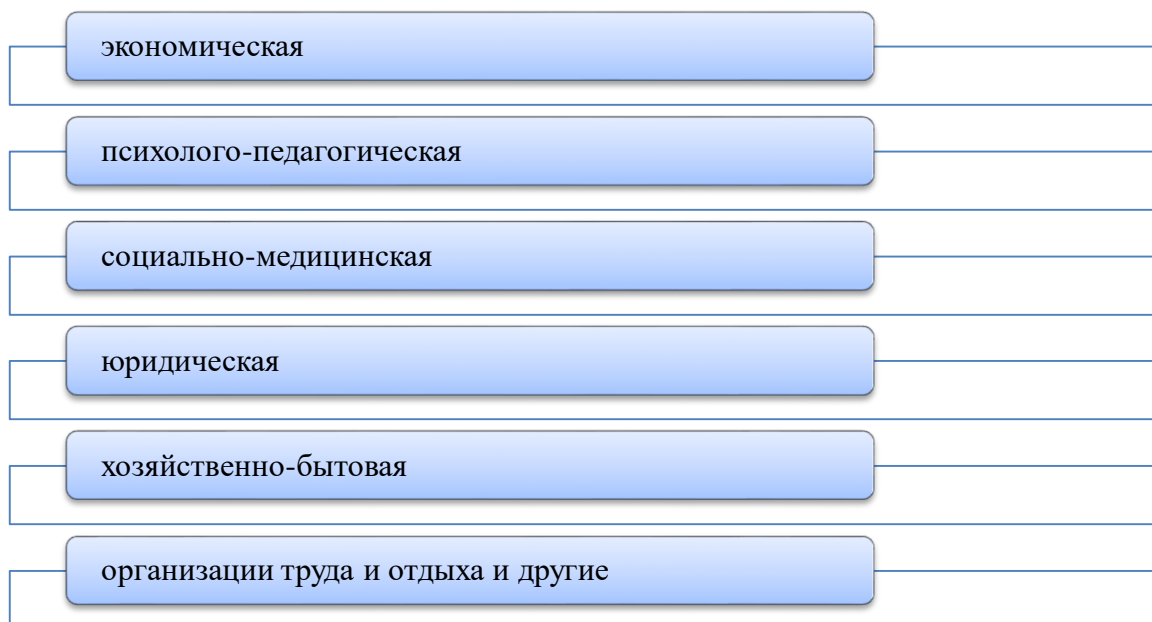 экономическая
психолого-педагогическая
социально-медицинская
юридическая
хозяйственно-бытовая
организации труда и отдыха и другие